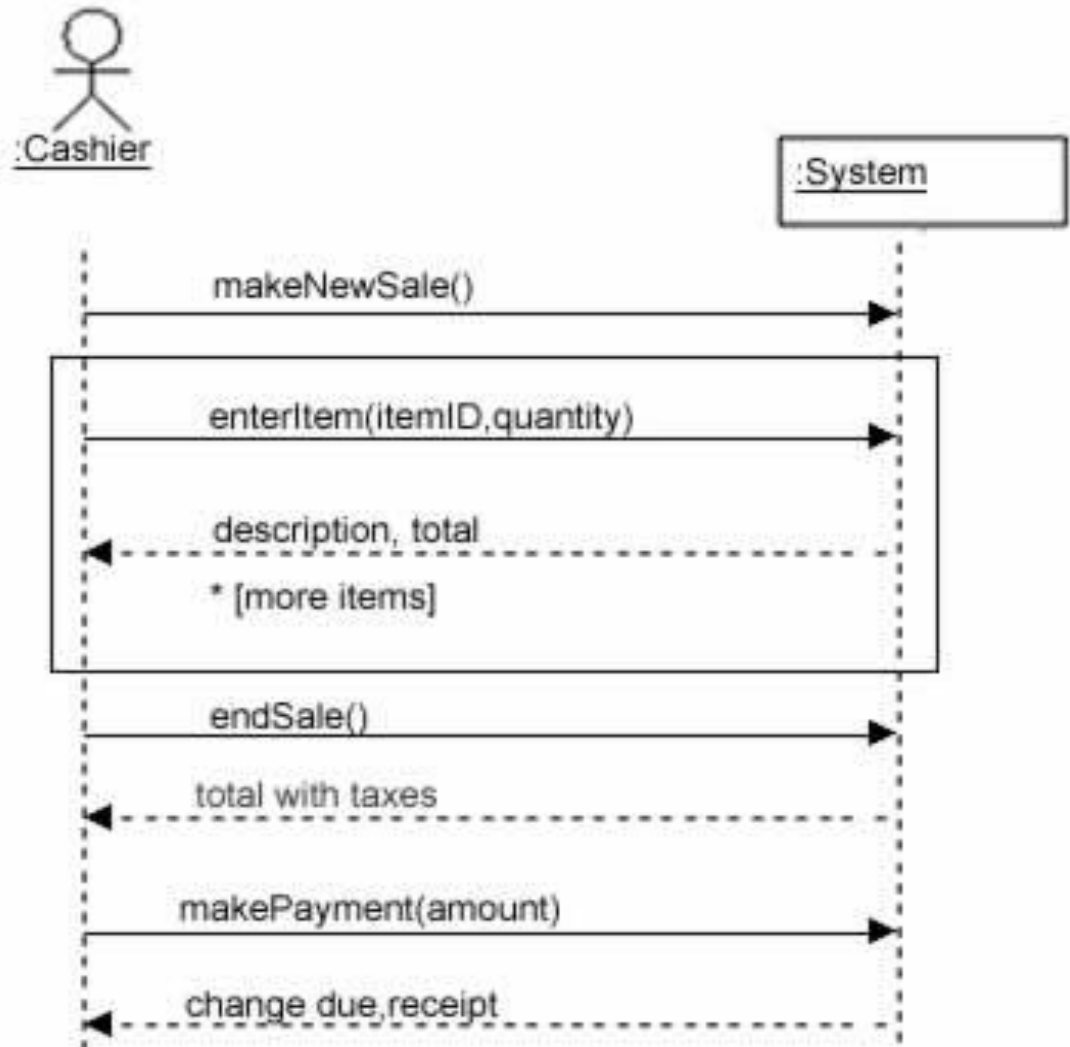 :Cashier
:System
makeNewSale()
enterItem(itemID,quantity)
description, total
* [more items]
endSale()
total with taxes
makePayment(amount)
change due,receipt